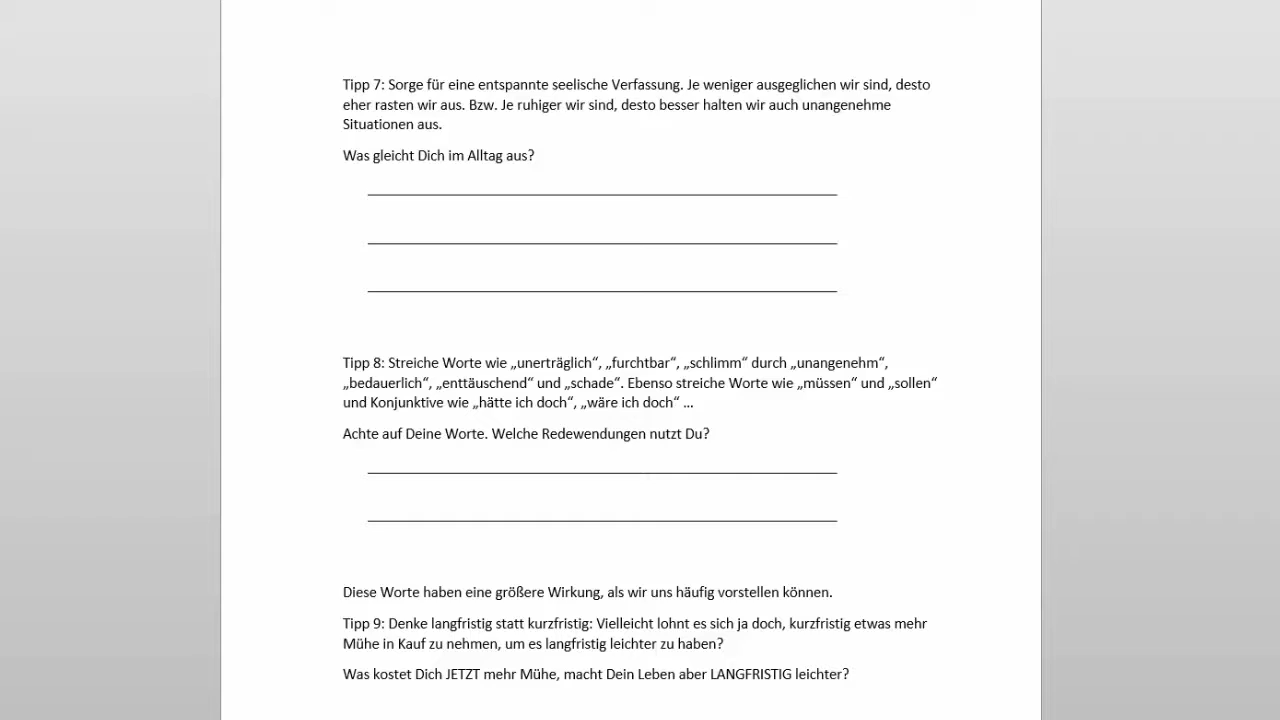 Tipp 7: Sorge für eine entspannte seelische Verfassung. Je weniger ausgeglichen wir sind, desto
eher rasten wir aus. Bzw. Je ruhiger wir sind, desto besser halten wir auch unangenehme
Situationen aus.
Was gleicht Dich im Alltag aus?
Tipp 8: Streiche Worte wie „unerträglich“, „furchtbar“, „schlimm“ durch „unangenehm“,
„bedauerlich“, „enttäuschend“ und „schade“. Ebenso streiche Worte wie „müssen“ und „sollen“
und Konjunktive wie „hätte ich doch“, „wäre ich doch“ …
Achte auf Deine Worte. Welche Redewendungen nutzt Du?
Diese Worte haben eine größere Wirkung, als wir uns häufig vorstellen können.
Tipp 9: Denke langfristig statt kurzfristig: Vielleicht lohnt es sich ja doch, kurzfristig etwas mehr
Mühe in Kauf zu nehmen, um es langfristig leichter zu haben?
Was kostet Dich JETZT mehr Mühe, macht Dein Leben aber LANGFRISTIG leichter?